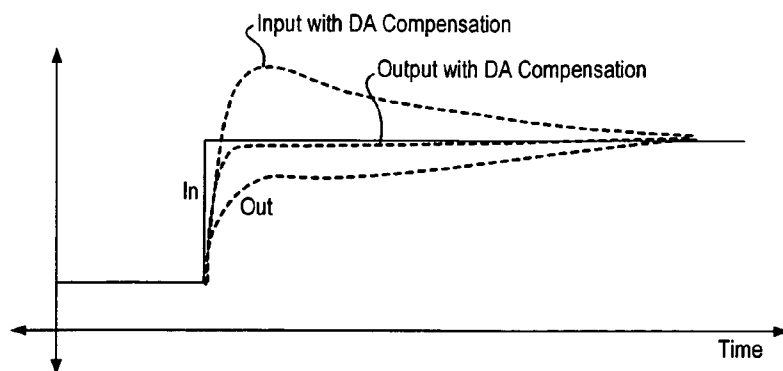 Input with DA Compensation
Output with DA Compensation
In
Out
Time